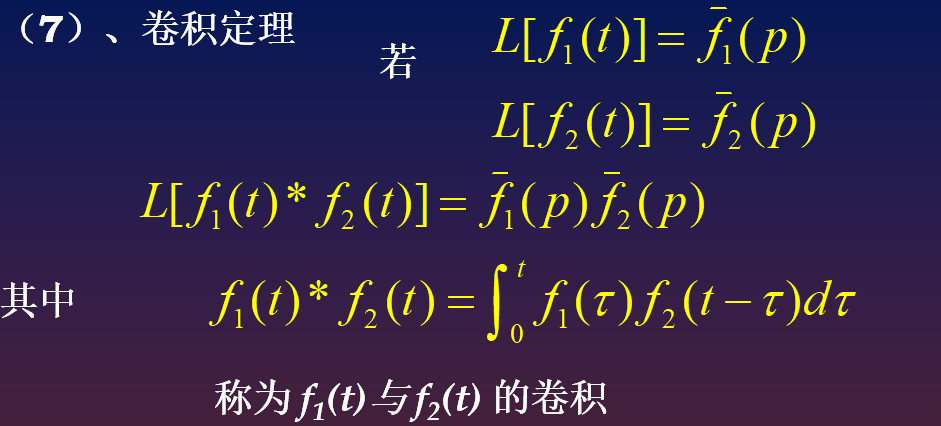 （7）、卷积定理
若 L[f₁(t)] = f̄₁(p)
L[f₂(t)] = f̄₂(p)
L[f₁(t) * f₂(t)] = f̄₁(p) f̄₂(p)
其中 f₁(t) * f₂(t) = ∫₀ᵗ f₁(τ) f₂(t − τ)dτ
称为 f₁(t) 与 f₂(t) 的卷积